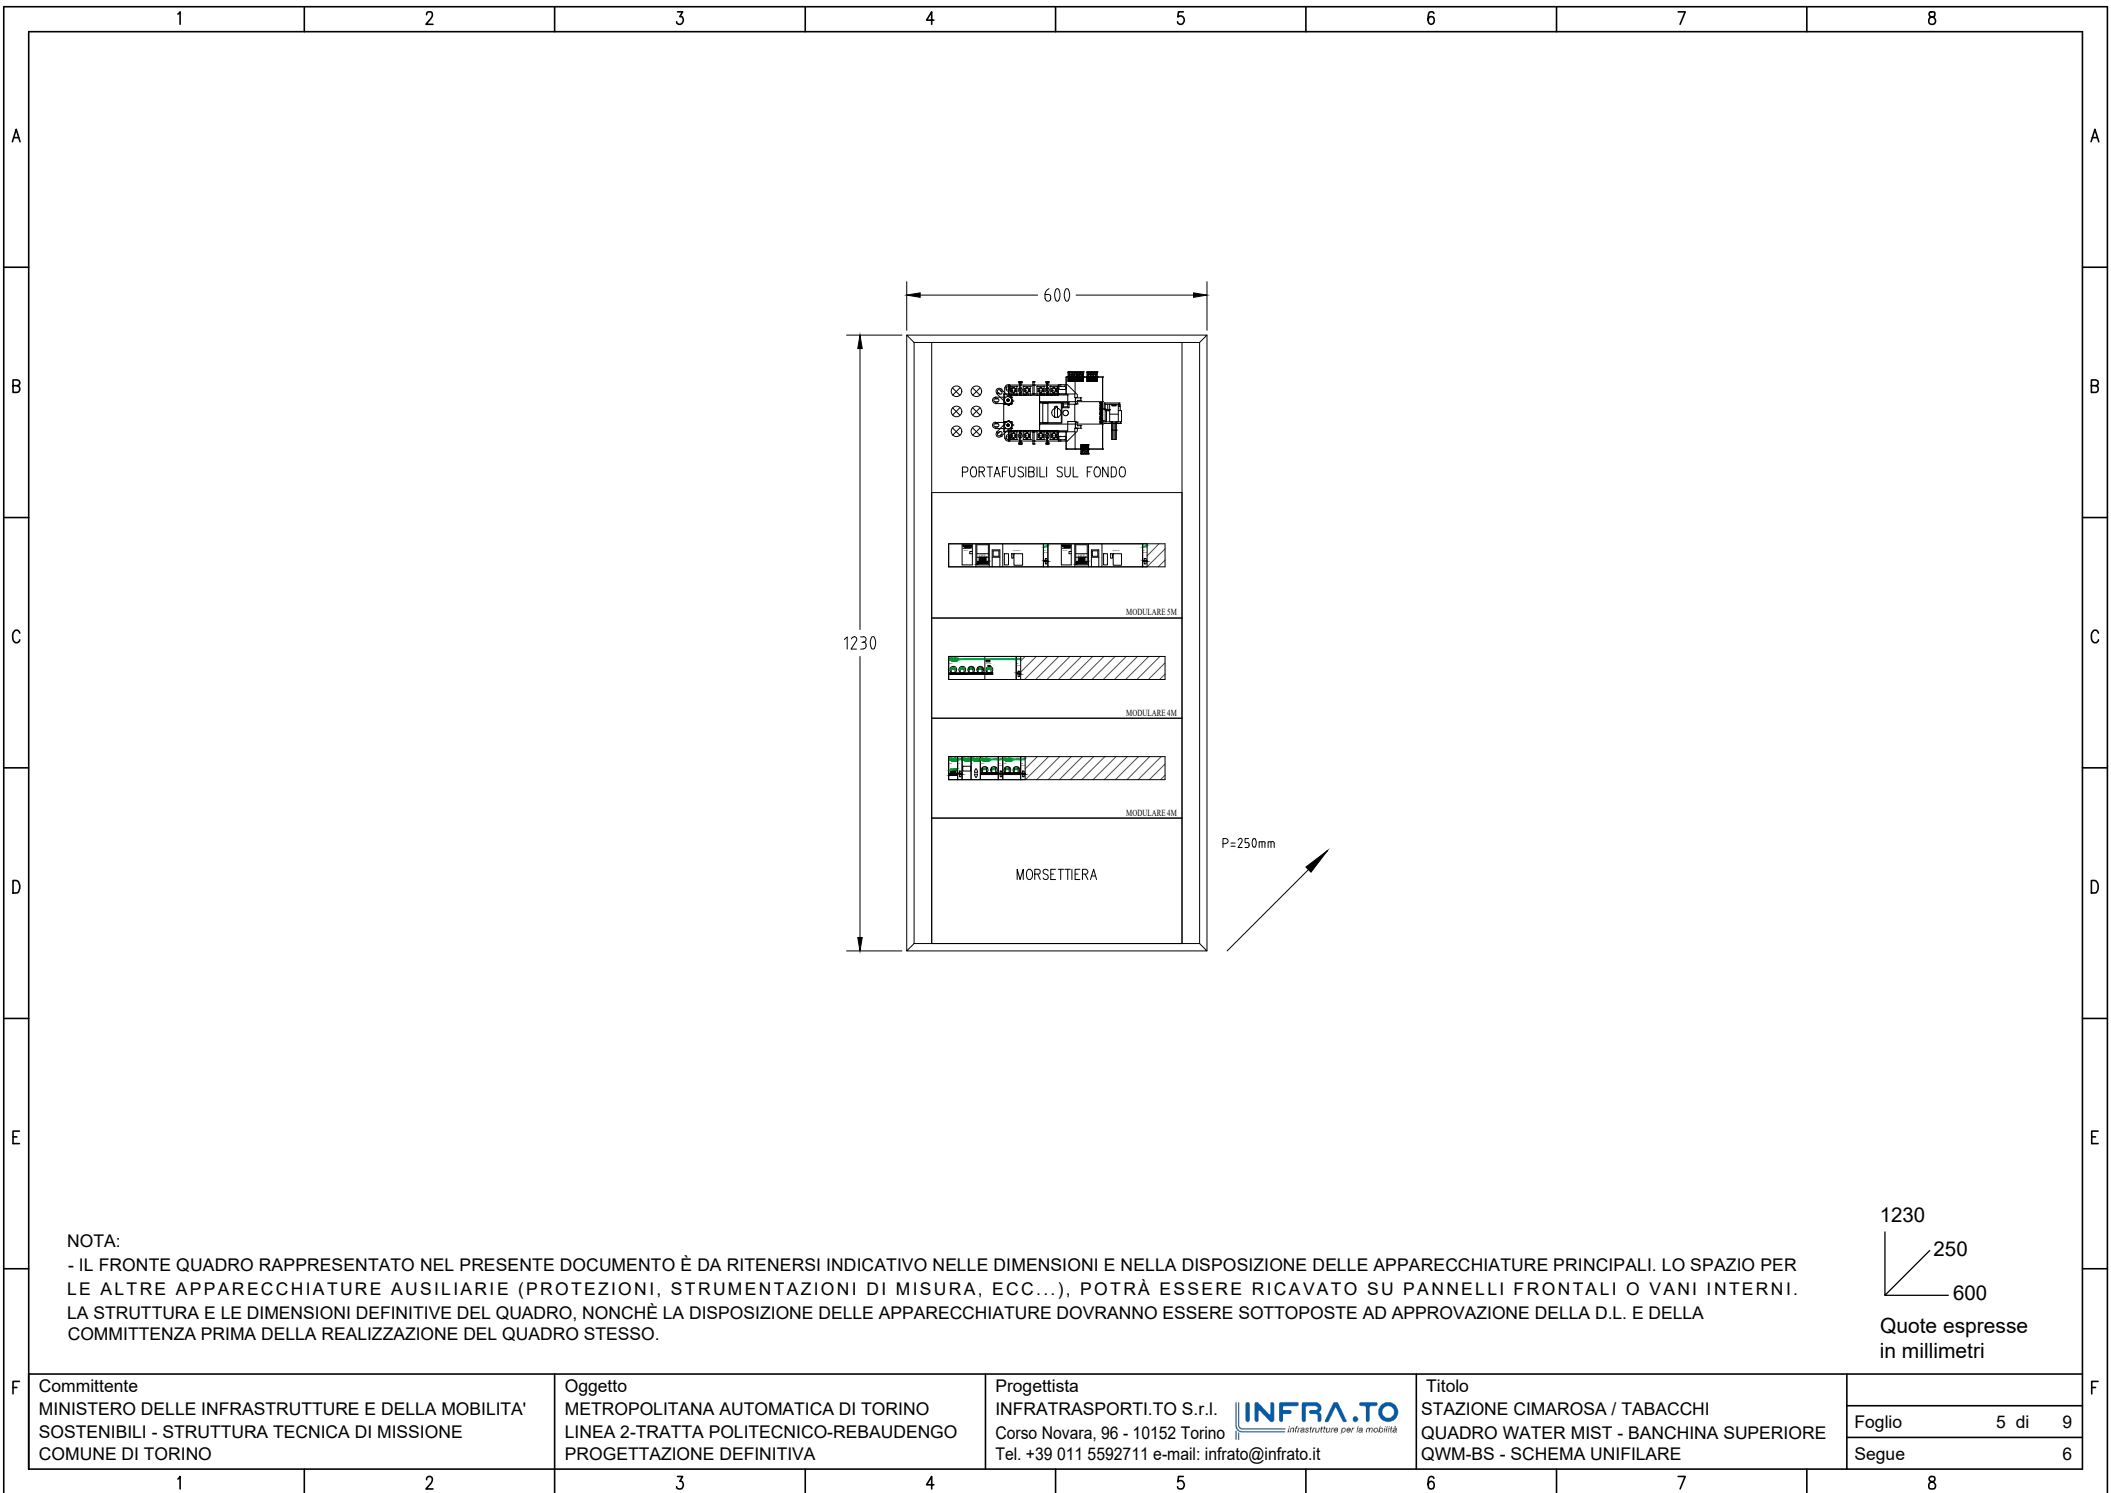 1 2 3 4 5 6 7 8
A A
B B
C C
D D
E E
F F
600
1230
PORTAFUSIBILI SUL FONDO
MODULARE 5M
MODULARE 4M
MODULARE 4M
MORSETTIERA
P=250mm
NOTA:
- IL FRONTE QUADRO RAPPRESENTATO NEL PRESENTE DOCUMENTO È DA RITENERSI INDICATIVO NELLE DIMENSIONI E NELLA DISPOSIZIONE DELLE APPARECCHIATURE PRINCIPALI. LO SPAZIO PER
LE ALTRE APPARECCHIATURE AUSILIARIE (PROTEZIONI, STRUMENTAZIONI DI MISURA, ECC...), POTRÀ ESSERE RICAVATO SU PANNELLI FRONTALI O VANI INTERNI.
LA STRUTTURA E LE DIMENSIONI DEFINITIVE DEL QUADRO, NONCHÈ LA DISPOSIZIONE DELLE APPARECCHIATURE DOVRANNO ESSERE SOTTOPOSTE AD APPROVAZIONE DELLA D.L. E DELLA
COMMITTENZA PRIMA DELLA REALIZZAZIONE DEL QUADRO STESSO.
1230
250
600
Quote espresse
in millimetri
Committente
MINISTERO DELLE INFRASTRUTTURE E DELLA MOBILITA'
SOSTENIBILI - STRUTTURA TECNICA DI MISSIONE
COMUNE DI TORINO
Oggetto
METROPOLITANA AUTOMATICA DI TORINO
LINEA 2-TRATTA POLITECNICO-REBAUDENGO
PROGETTAZIONE DEFINITIVA
Progettista
INFRATRASPORTI.TO S.r.l.
Corso Novara, 96 - 10152 Torino
Tel. +39 011 5592711 e-mail: infrato@infrato.it
INFRA.TO
infrastrutture per la mobilità
Titolo
STAZIONE CIMAROSA / TABACCHI
QUADRO WATER MIST - BANCHINA SUPERIORE
QWM-BS - SCHEMA UNIFILARE
Foglio 5 di 9
Segue 6
1 2 3 4 5 6 7 8